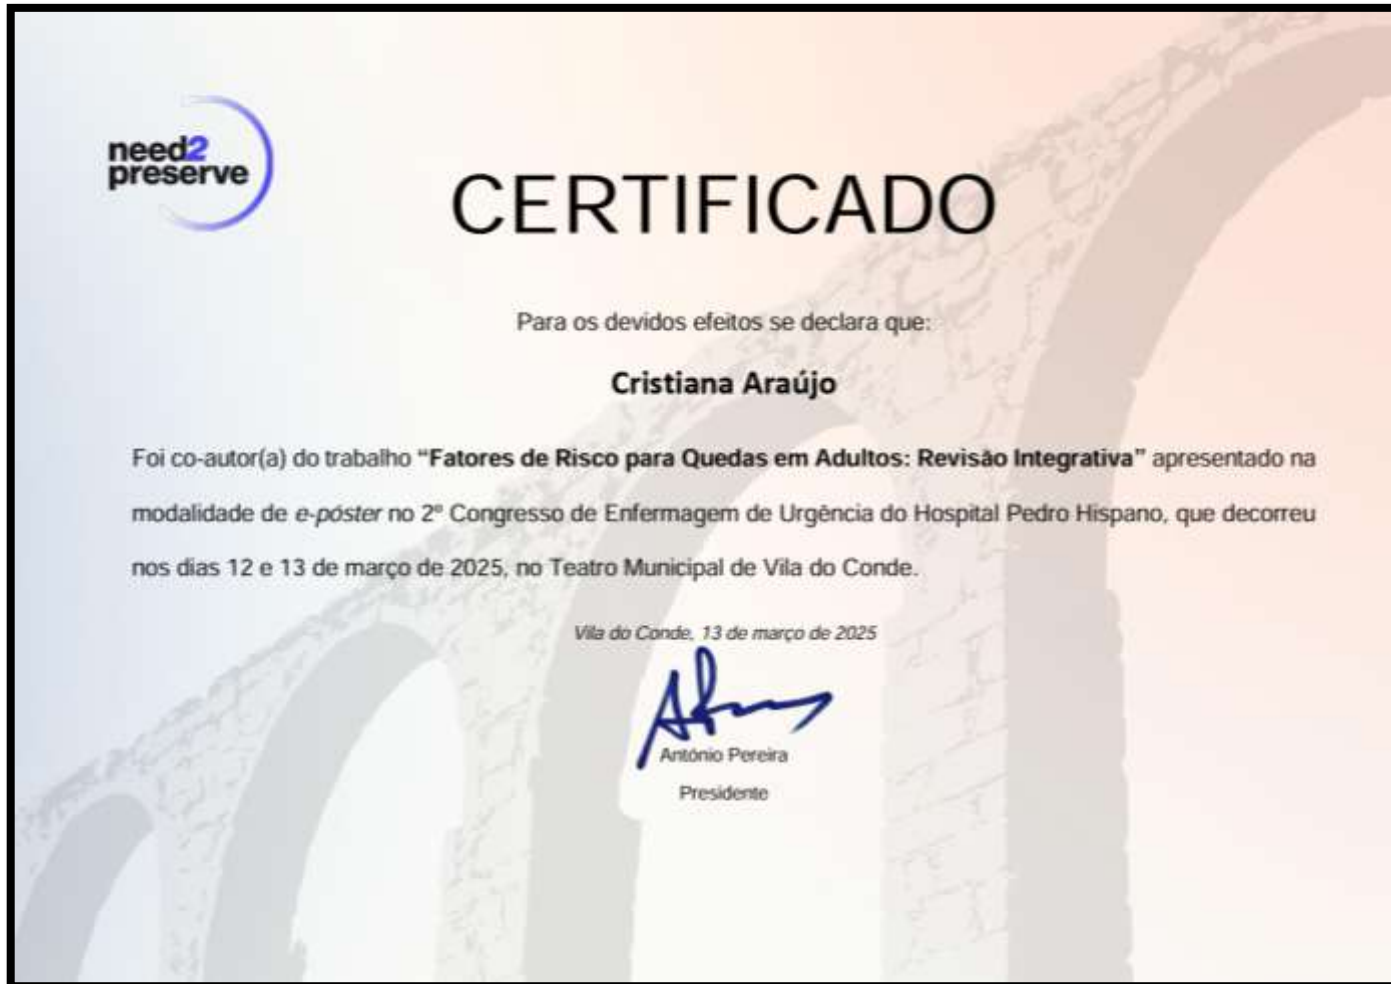 need2
preserve
CERTIFICADO
Para os devidos efeitos se declara que:
Cristiana Araújo
Foi co-autor(a) do trabalho “Fatores de Risco para Quedas em Adultos: Revisão Integrativa” apresentado na
modalidade de e-póster no 2º Congresso de Enfermagem de Urgência do Hospital Pedro Hispano, que decorreu
nos dias 12 e 13 de março de 2025, no Teatro Municipal de Vila do Conde.
Vila do Conde, 13 de março de 2025
António Pereira
Presidente